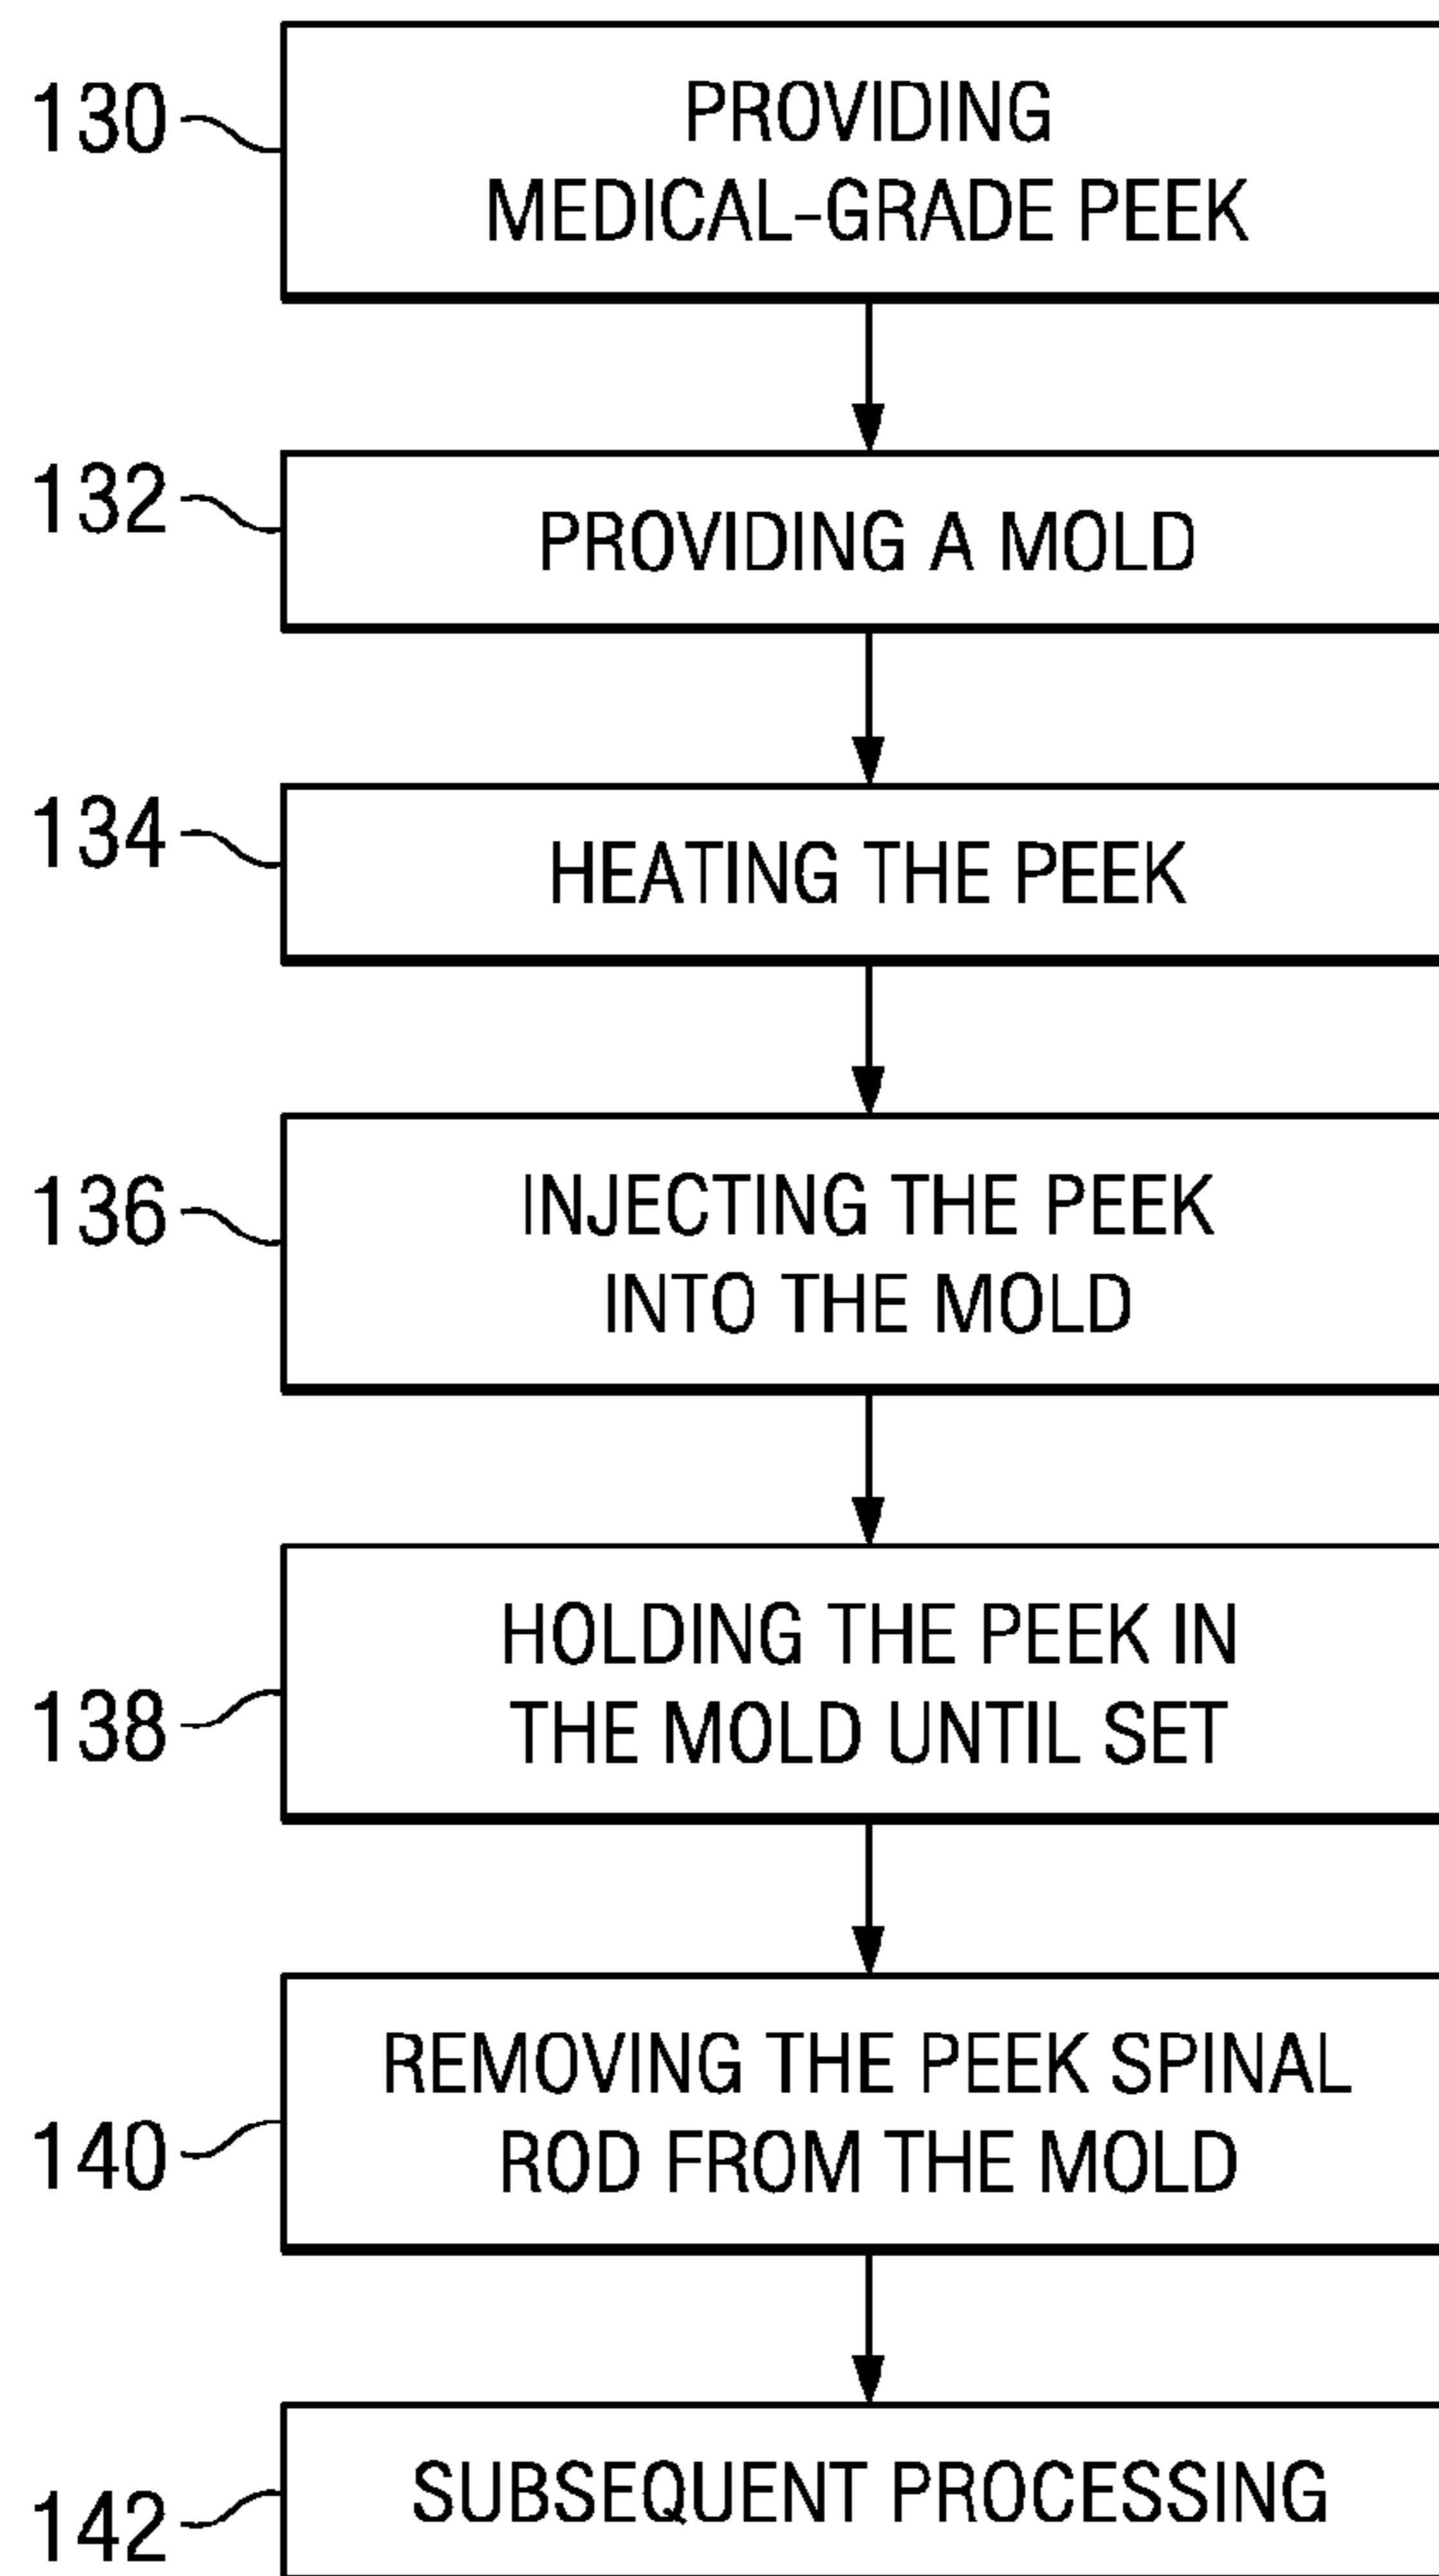 130
PROVIDING
MEDICAL-GRADE PEEK
132
PROVIDING A MOLD
134
HEATING THE PEEK
136
INJECTING THE PEEK
INTO THE MOLD
138
HOLDING THE PEEK IN
THE MOLD UNTIL SET
140
REMOVING THE PEEK SPINAL
ROD FROM THE MOLD
142
SUBSEQUENT PROCESSING